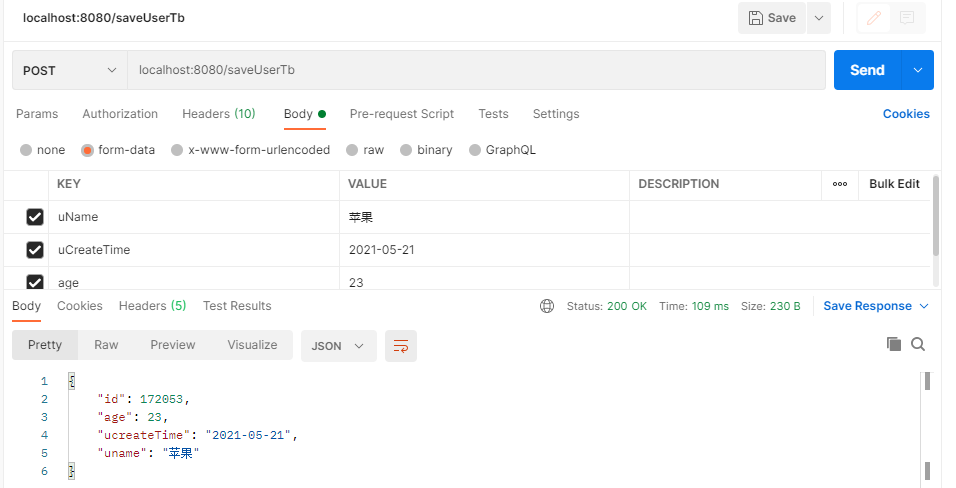 localhost:8080/saveUserTb
Save
POST localhost:8080/saveUserTb Send
Params Authorization Headers (10) Body Pre-request Script Tests Settings Cookies
none form-data x-www-form-urlencoded raw binary GraphQL
KEY VALUE DESCRIPTION ooo Bulk Edit
uName 苹果
uCreateTime 2021-05-21
age 23
Body Cookies Headers (5) Test Results Status: 200 OK Time: 109 ms Size: 230 B Save Response
Pretty Raw Preview Visualize JSON
1 {
2 "id": 172053,
3 "age": 23,
4 "ucreateTime": "2021-05-21",
5 "uname": "苹果"
6 }